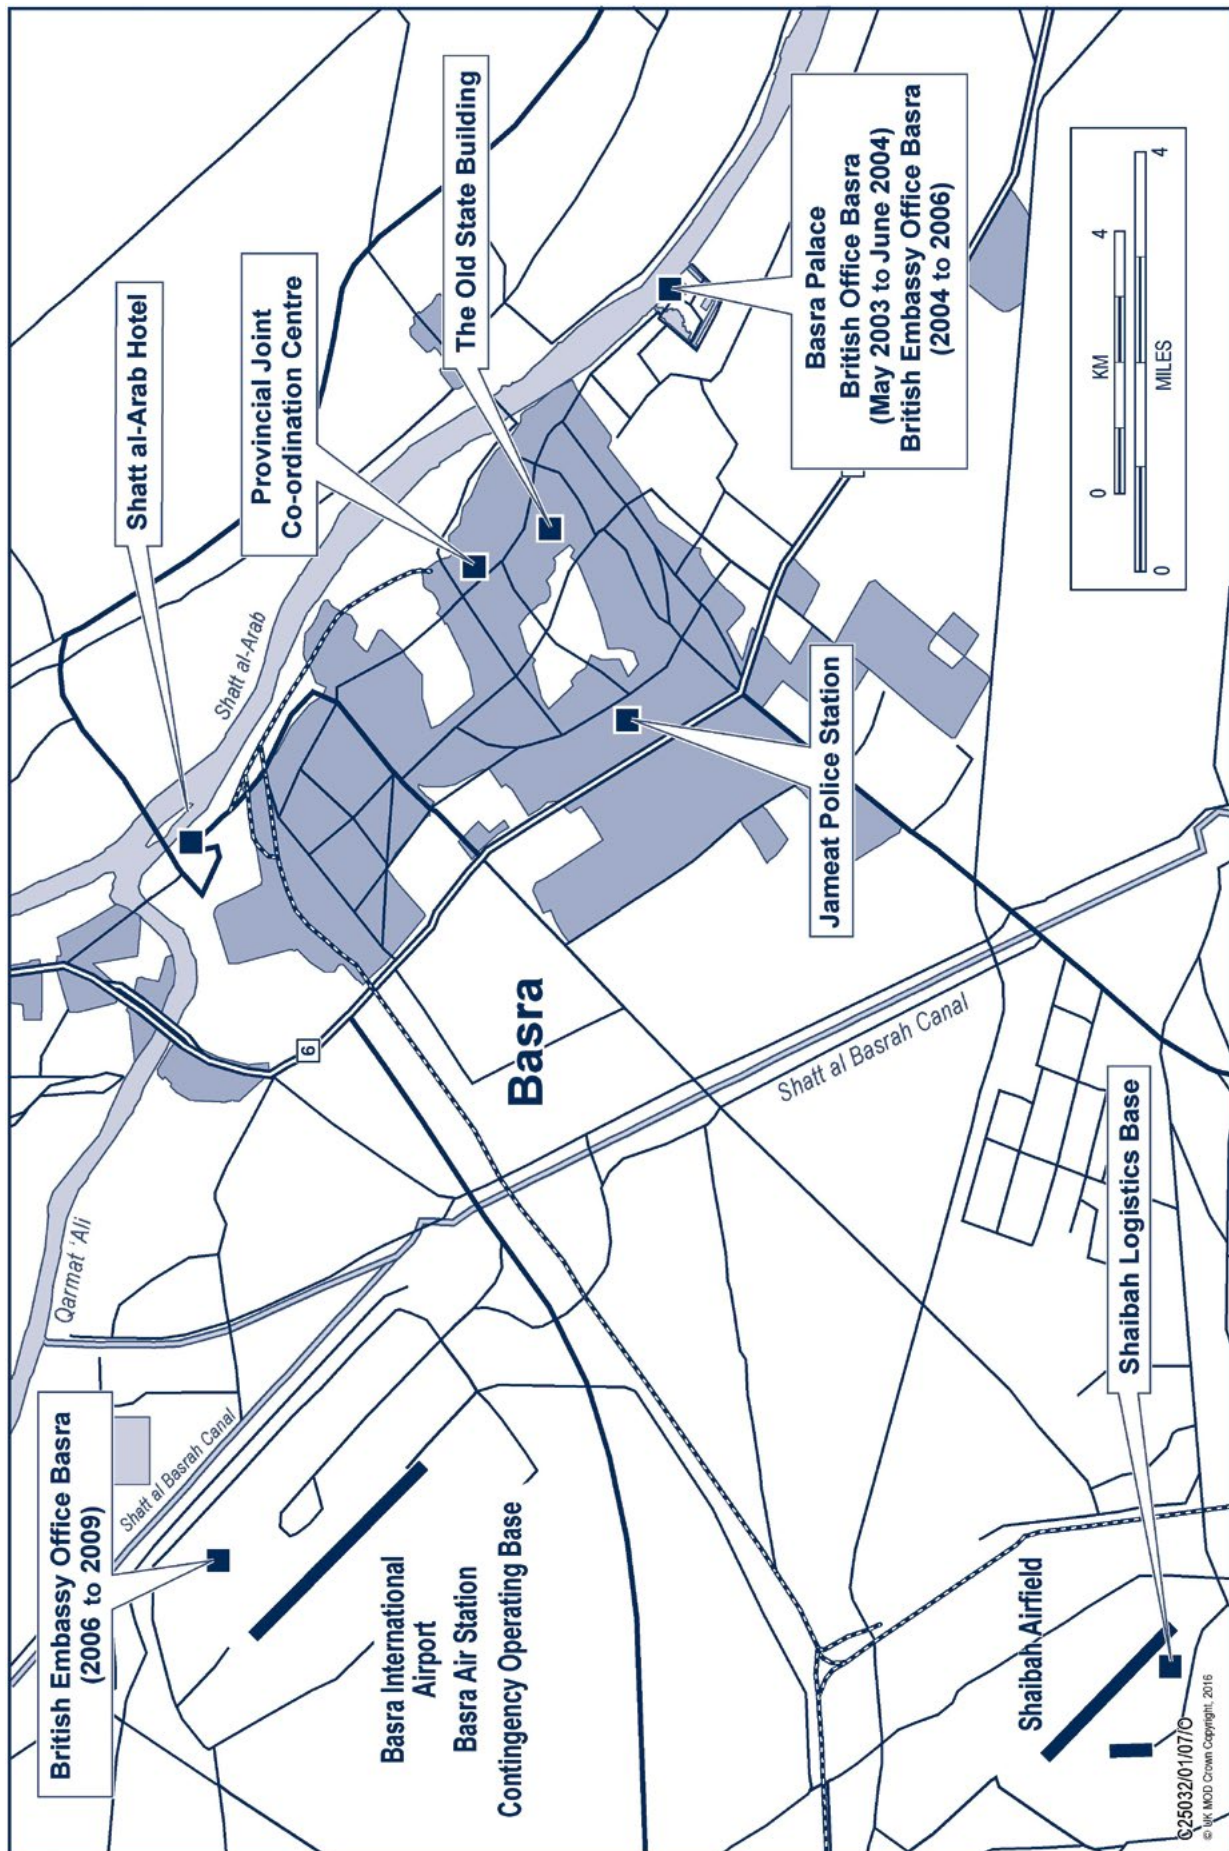 British Embassy Office Basra
(2006 to 2009)
Qarmat 'Ali
Shatt al Basrah Canal
Shatt al-Arab Hotel
Shatt al-Arab
Provincial Joint
Co-ordination Centre
The Old State Building
6
Basra International
Airport
Basra Air Station
Contingency Operating Base
Basra
Jameat Police Station
Basra Palace
British Office Basra
(May 2003 to June 2004)
British Embassy Office Basra
(2004 to 2006)
Shatt al Basrah Canal
Shaibah Airfield
Shaibah Logistics Base
0
KM
4
0
MILES
4
C25032/01/07/O
© UK MOD Crown Copyright, 2016